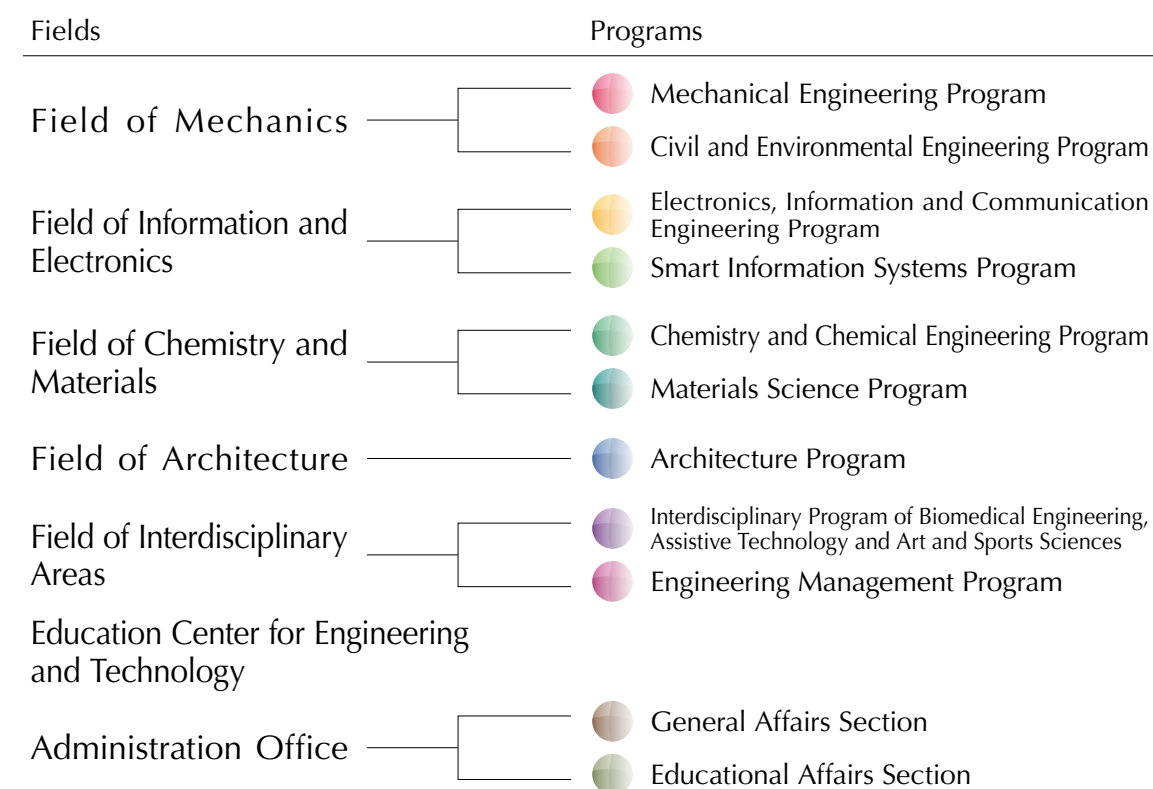 Fields
Programs
Field of Mechanics
Mechanical Engineering Program
Civil and Environmental Engineering Program
Field of Information and
Electronics
Electronics, Information and Communication
Engineering Program
Smart Information Systems Program
Field of Chemistry and
Materials
Chemistry and Chemical Engineering Program
Materials Science Program
Field of Architecture
Architecture Program
Field of Interdisciplinary
Areas
Interdisciplinary Program of Biomedical Engineering,
Assistive Technology and Art and Sports Sciences
Engineering Management Program
Education Center for Engineering
and Technology
Administration Office
General Affairs Section
Educational Affairs Section